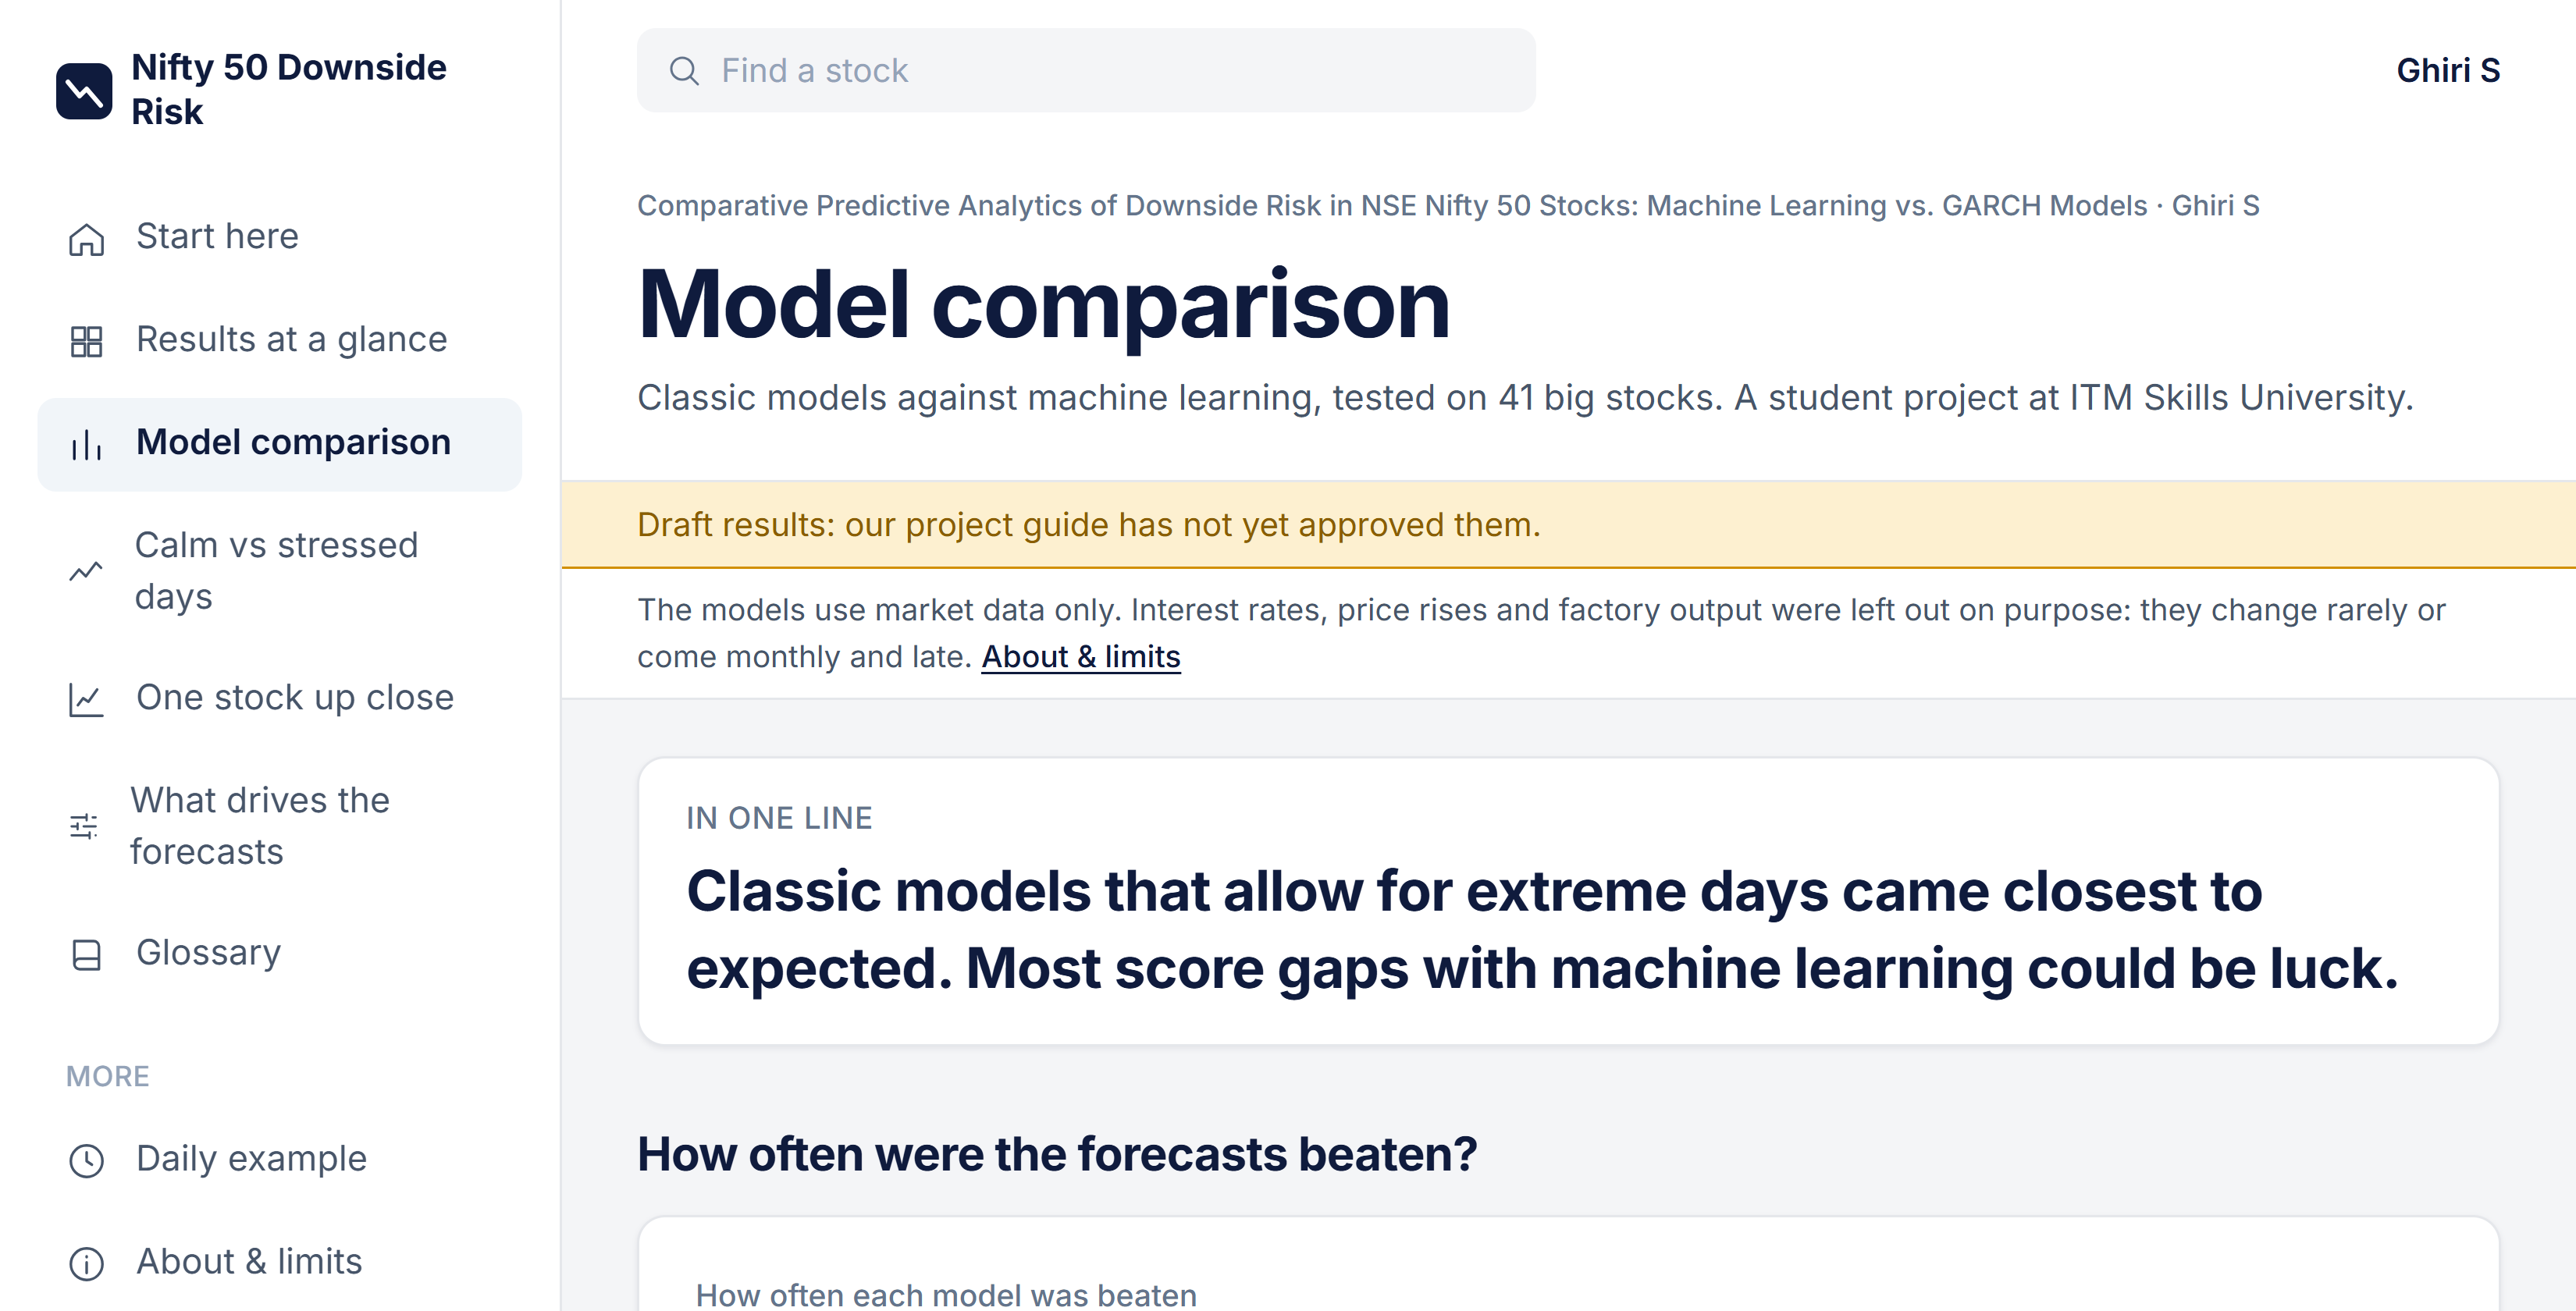 Nifty 50 Downside
Risk
Start here
Results at a glance
Model comparison
Calm vs stressed
days
One stock up close
What drives the
forecasts
Glossary
MORE
Daily example
About & limits
Find a stock
Ghiri S
Comparative Predictive Analytics of Downside Risk in NSE Nifty 50 Stocks: Machine Learning vs. GARCH Models · Ghiri S
Model comparison
Classic models against machine learning, tested on 41 big stocks. A student project at ITM Skills University.
Draft results: our project guide has not yet approved them.
The models use market data only. Interest rates, price rises and factory output were left out on purpose: they change rarely or
come monthly and late. About & limits
IN ONE LINE
Classic models that allow for extreme days came closest to
expected. Most score gaps with machine learning could be luck.
How often were the forecasts beaten?
How often each model was beaten